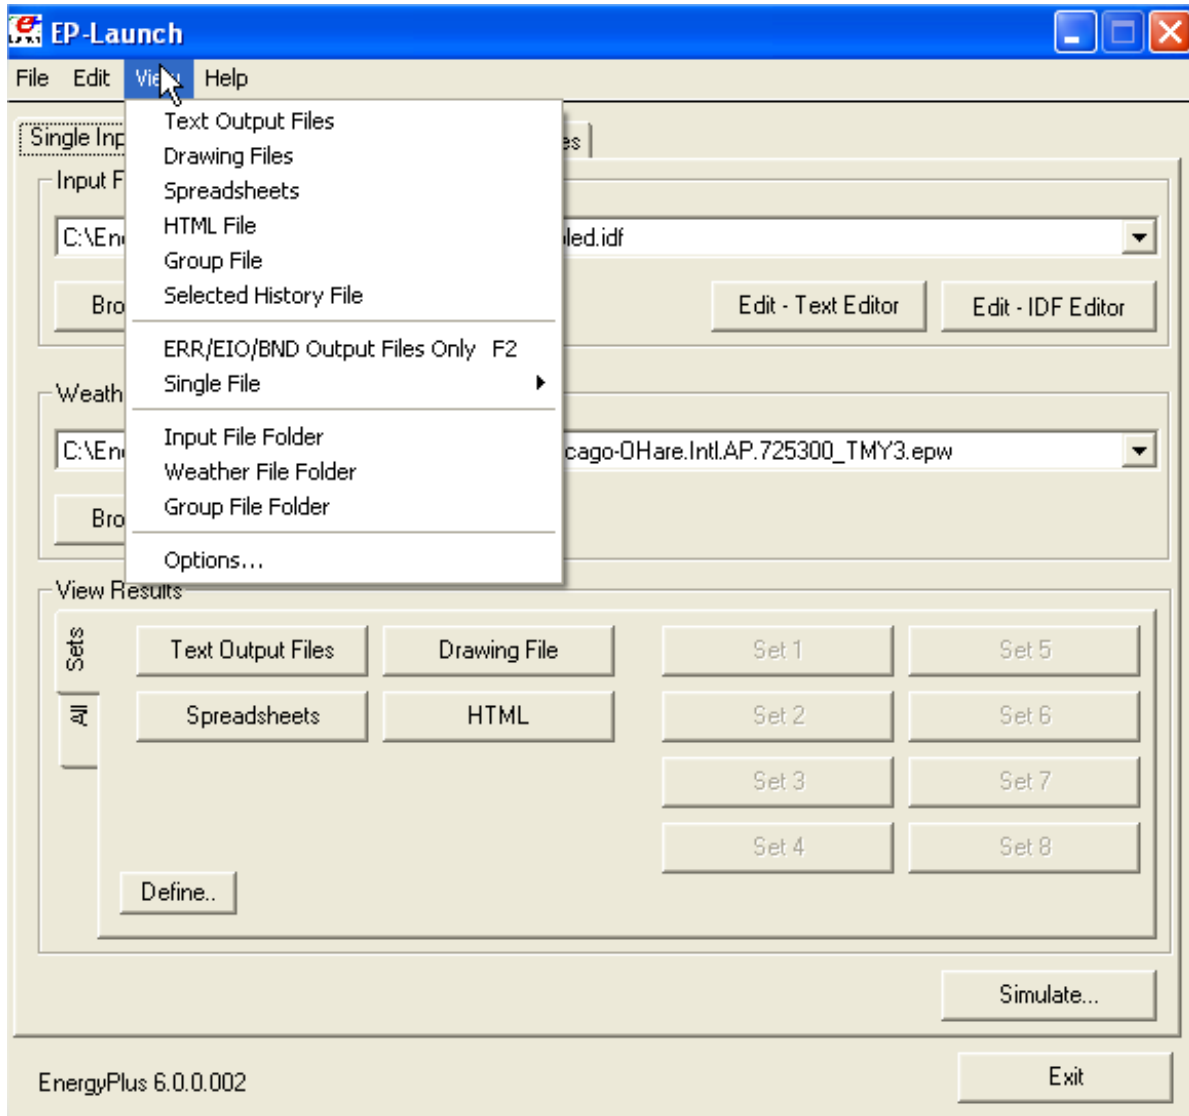 EP-Launch
File Edit View Help
Text Output Files
Drawing Files
Spreadsheets
HTML File
Group File
Selected History File
ERR/EIO/BND Output Files Only F2
Single File
Input File Folder
Weather File Folder
Group File Folder
Options...
Single Inp
es
Input F
C:\Ene
led.idf
Bro
Edit - Text Editor
Edit - IDF Editor
Weath
C:\Ene
cago-OHare.Intl.AP.725300_TMY3.epw
Bro
View Results
Sets
All
Text Output Files
Drawing File
Set 1
Set 5
Spreadsheets
HTML
Set 2
Set 6
Set 3
Set 7
Set 4
Set 8
Define..
Simulate...
EnergyPlus 6.0.0.002
Exit